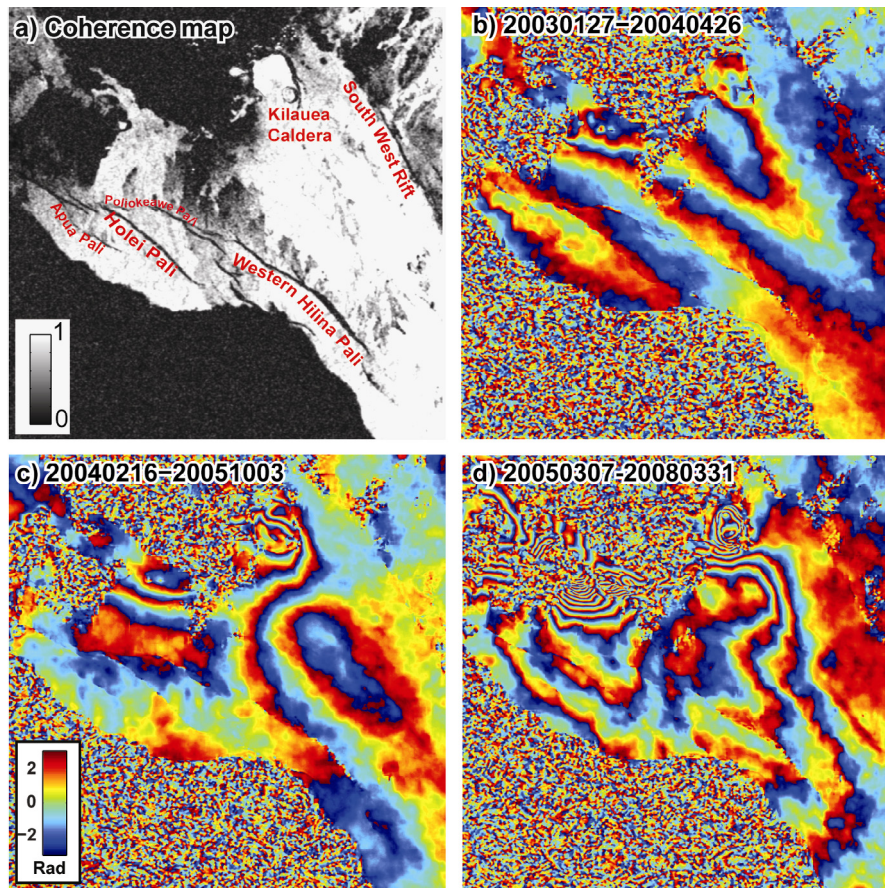 a) Coherence map
Kilauea
Caldera
South West Rift
Poliokeawe Pali
Apua Pali
Holei Pali
Western Hilina Pali
1
0
b) 20030127–20040426
c) 20040216–20051003
2
0
−2
Rad
d) 20050307-20080331